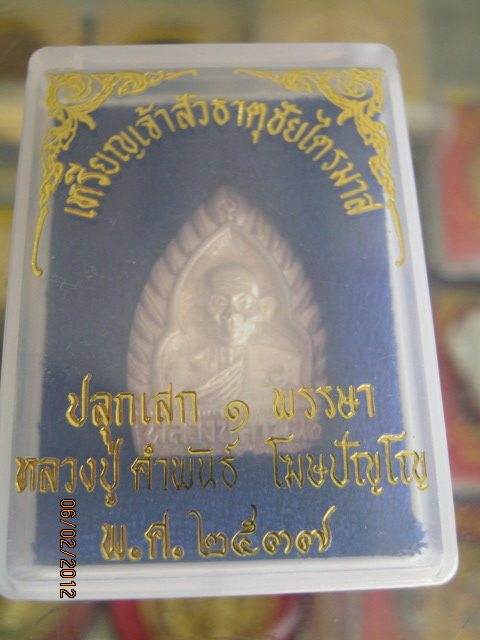 เหรียญเจ้าสัวธาตุชัยไตรมาส
ปลุกเสก ๑ พรรษา
หลวงปู่ คำพันธ์ โฆษปัญโญ
พ.ศ. ๒๕๓๗
06/02/2012